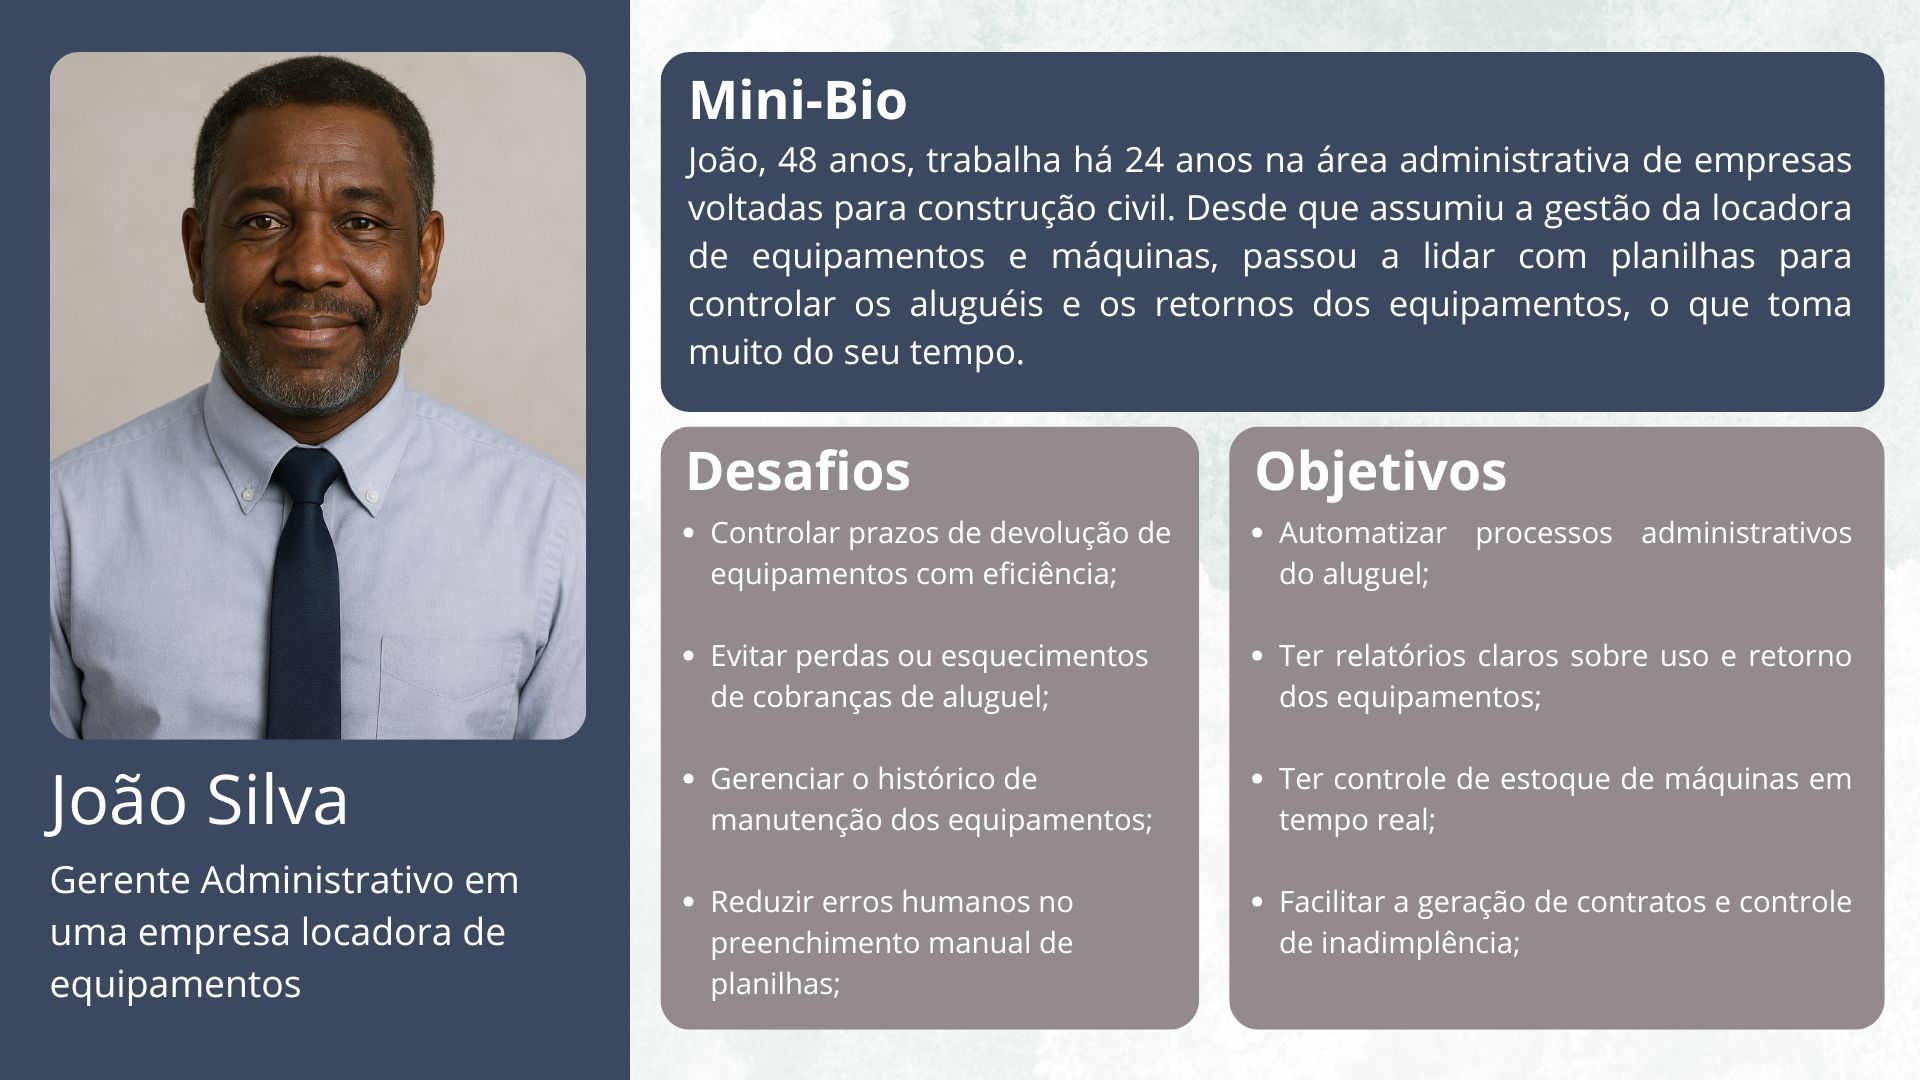 João Silva
Gerente Administrativo em
uma empresa locadora de
equipamentos
Mini-Bio
João, 48 anos, trabalha há 24 anos na área administrativa de empresas
voltadas para construção civil. Desde que assumiu a gestão da locadora
de equipamentos e máquinas, passou a lidar com planilhas para
controlar os aluguéis e os retornos dos equipamentos, o que toma
muito do seu tempo.
Desafios
• Controlar prazos de devolução de
equipamentos com eficiência;
• Evitar perdas ou esquecimentos
de cobranças de aluguel;
• Gerenciar o histórico de
manutenção dos equipamentos;
• Reduzir erros humanos no
preenchimento manual de
planilhas;
Objetivos
• Automatizar processos administrativos
do aluguel;
• Ter relatórios claros sobre uso e retorno
dos equipamentos;
• Ter controle de estoque de máquinas em
tempo real;
• Facilitar a geração de contratos e controle
de inadimplência;